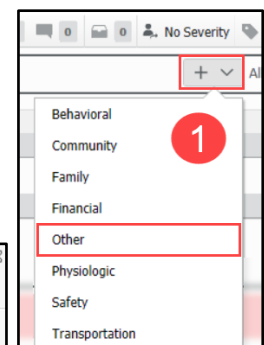 0 0 No Severity
+ Al
1
Behavioral
Community
Family
Financial
Other
Physiologic
Safety
Transportation